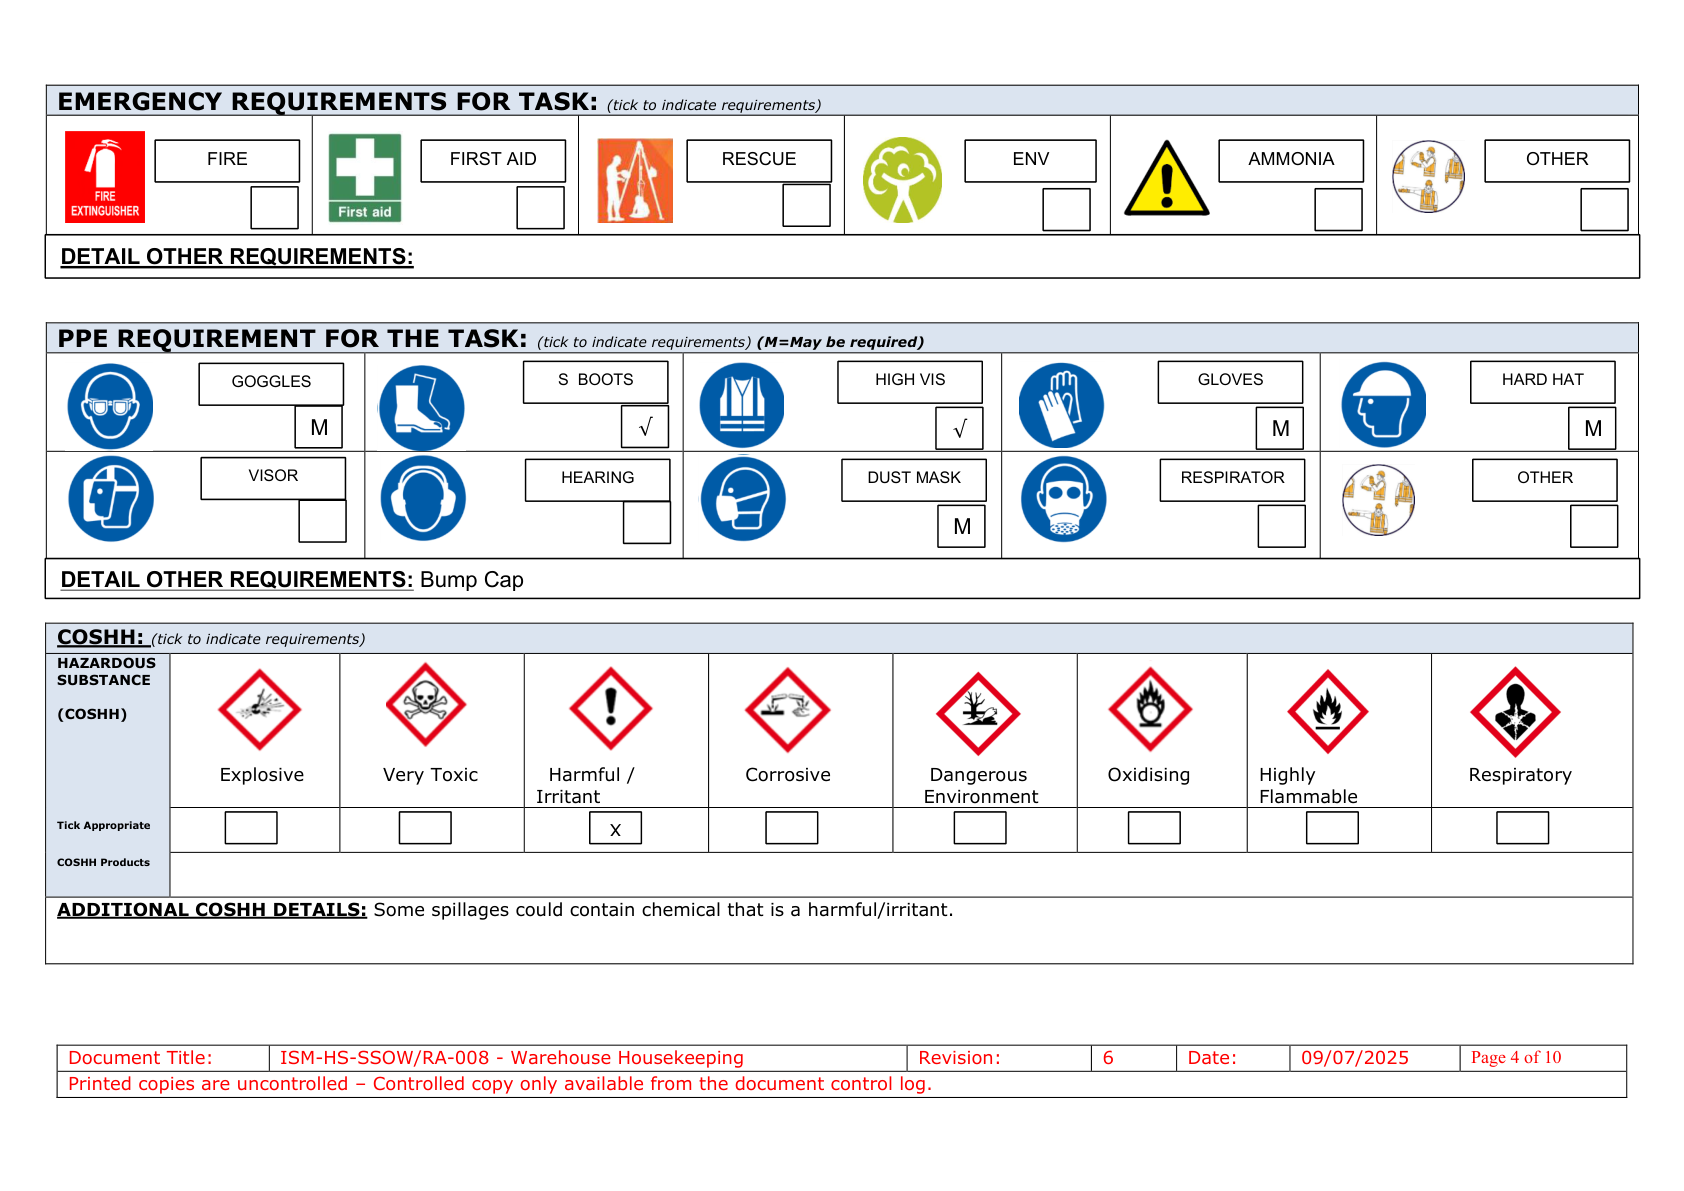 EMERGENCY REQUIREMENTS FOR TASK: (tick to indicate requirements)
FIRE
EXTINGUISHER
FIRE
First aid
FIRST AID
RESCUE
ENV
AMMONIA
OTHER
DETAIL OTHER REQUIREMENTS:
PPE REQUIREMENT FOR THE TASK: (tick to indicate requirements) (M=May be required)
GOGGLES
M
S BOOTS
√
HIGH VIS
√
GLOVES
M
HARD HAT
M
VISOR
HEARING
DUST MASK
M
RESPIRATOR
OTHER
DETAIL OTHER REQUIREMENTS: Bump Cap
COSHH: (tick to indicate requirements)
HAZARDOUS
SUBSTANCE
(COSHH)
Explosive
Very Toxic
Harmful /
Irritant
Corrosive
Dangerous
Environment
Oxidising
Highly
Flammable
Respiratory
Tick Appropriate
x
COSHH Products
ADDITIONAL COSHH DETAILS: Some spillages could contain chemical that is a harmful/irritant.
Document Title: ISM-HS-SSOW/RA-008 - Warehouse Housekeeping Revision: 6 Date: 09/07/2025 Page 4 of 10
Printed copies are uncontrolled – Controlled copy only available from the document control log.